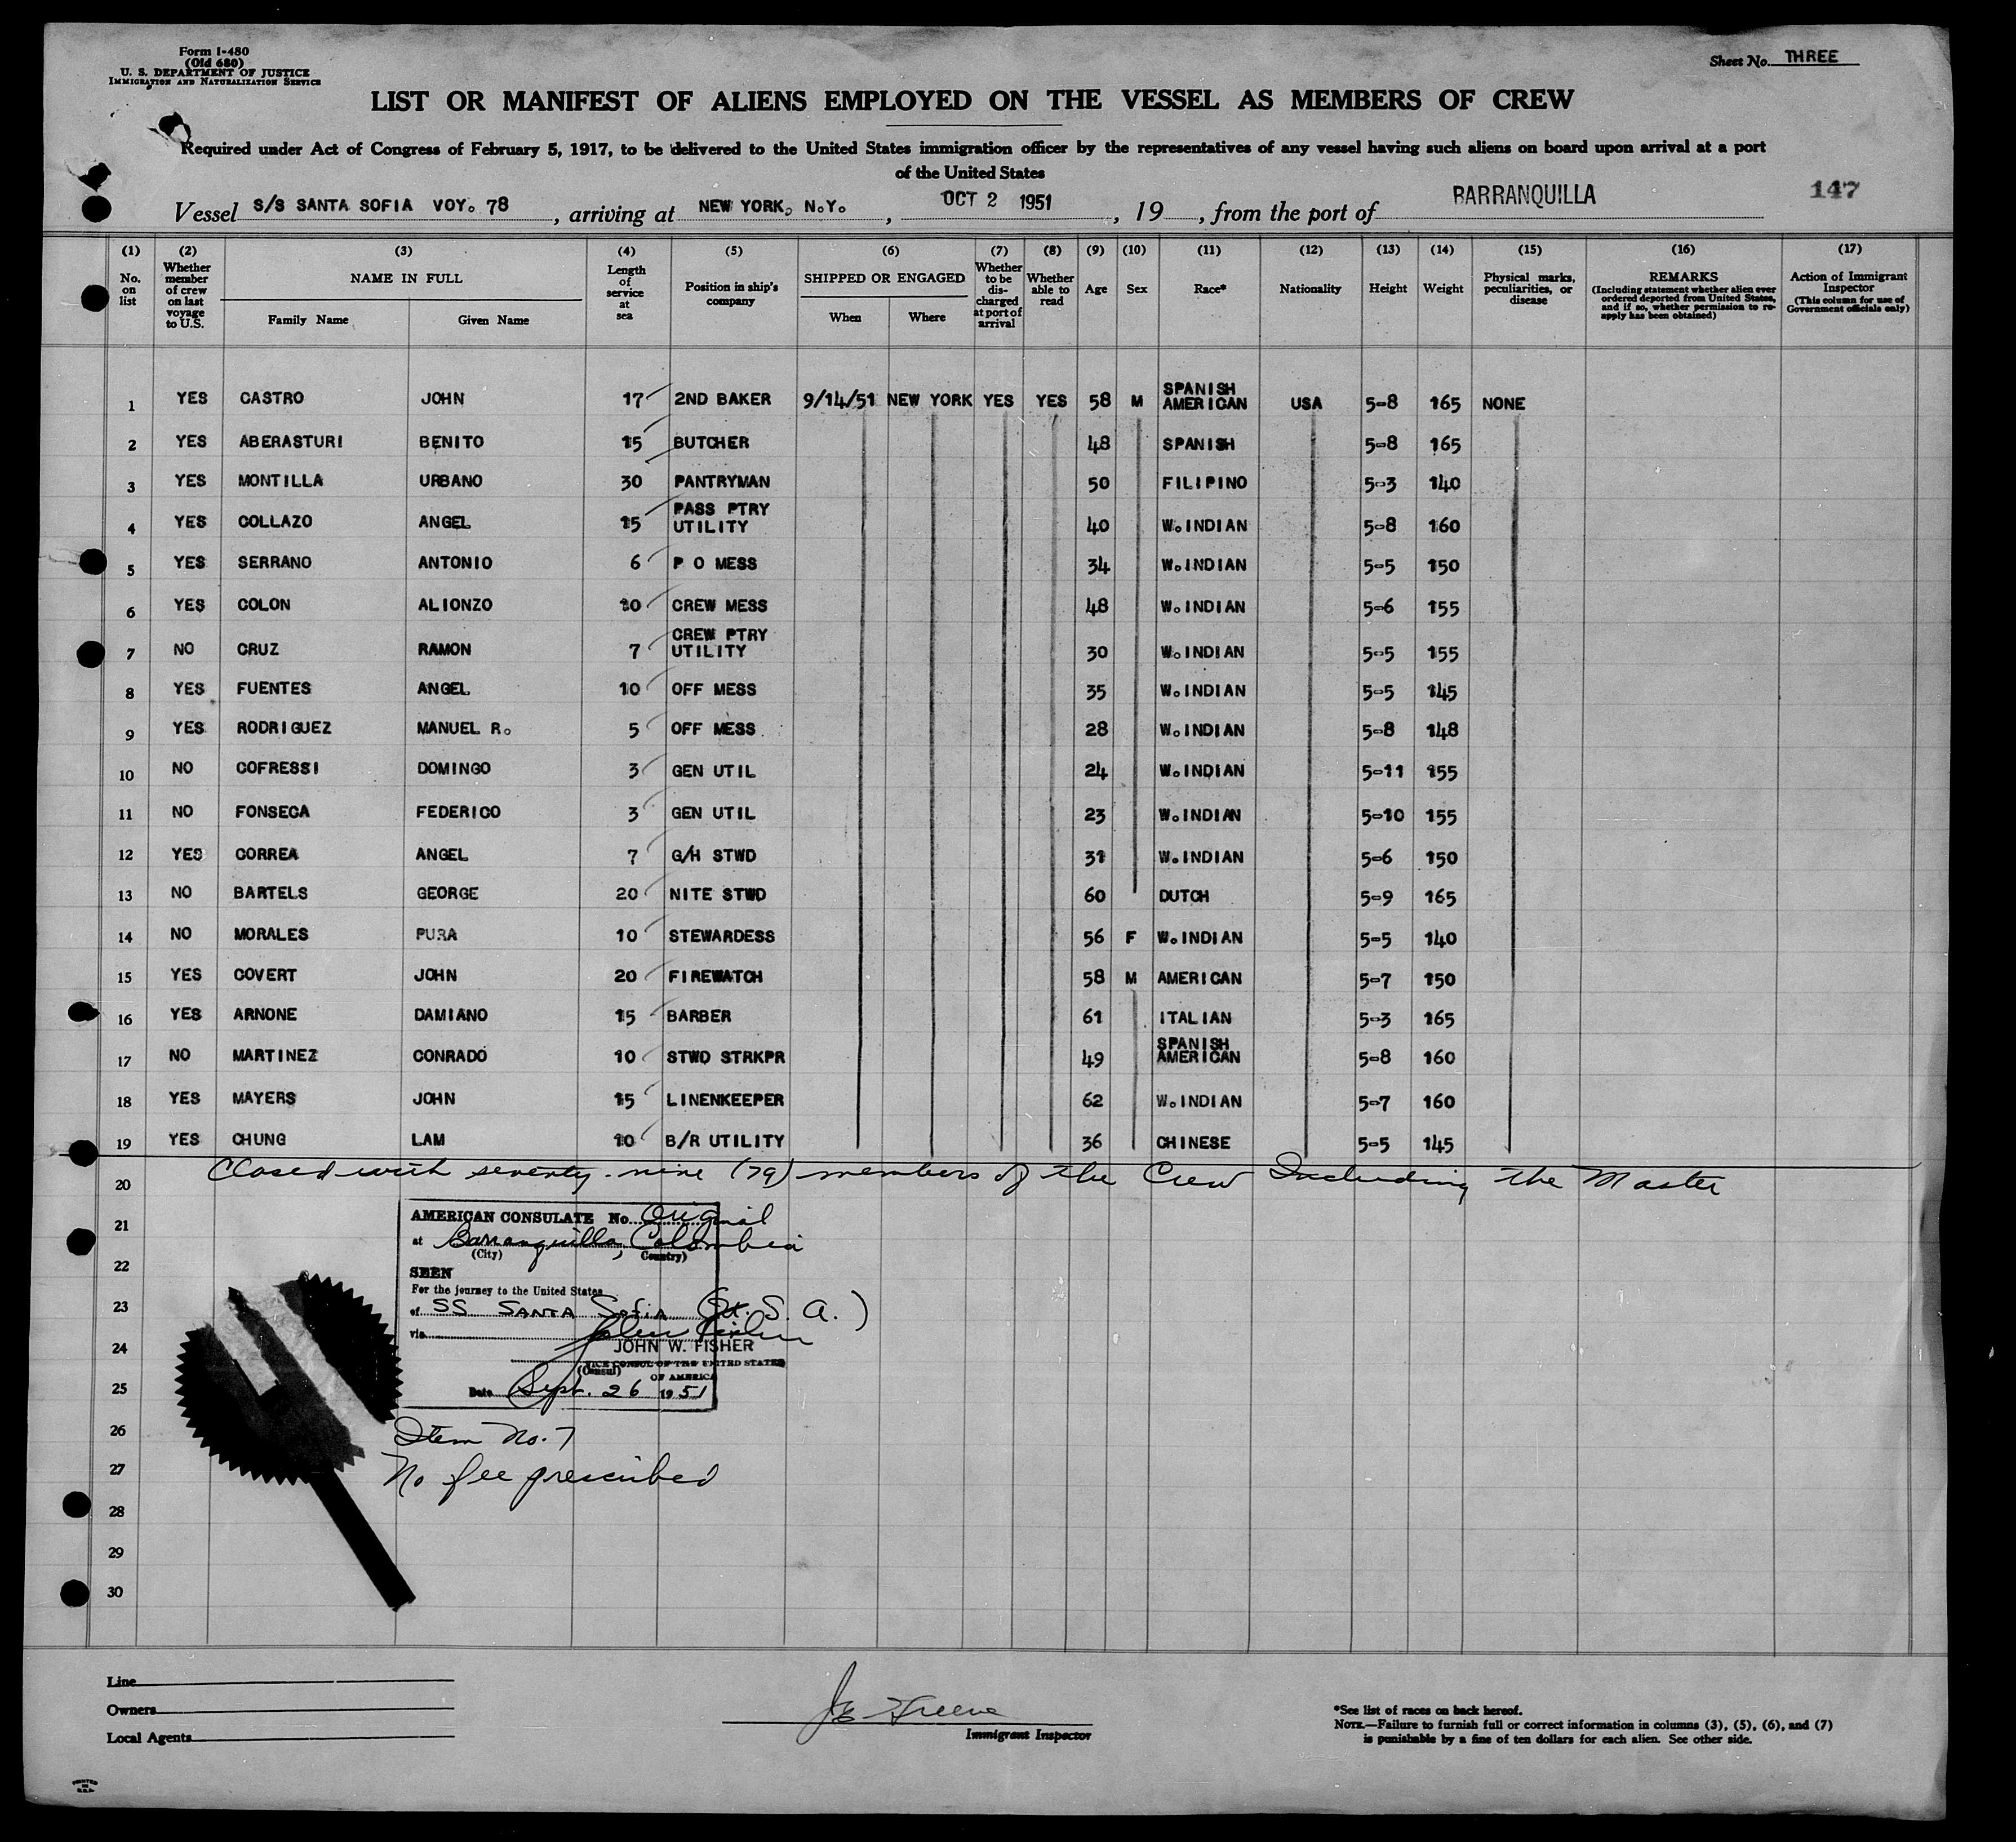 Form I-480
(Old 680)
U. S. DEPARTMENT OF JUSTICE
IMMIGRATION AND NATURALIZATION SERVICE
Sheet No. THREE
LIST OR MANIFEST OF ALIENS EMPLOYED ON THE VESSEL AS MEMBERS OF CREW
Required under Act of Congress of February 5, 1917, to be delivered to the United States immigration officer by the representatives of any vessel having such aliens on board upon arrival at a port
of the United States
Vessel S/S SANTA SOFIA VOY. 78, arriving at NEW YORK, N.Y., OCT 2 1951, 19, from the port of BARRANQUILLA 147
(1) (2) (3) (4) (5) (6) (7) (8) (9) (10) (11) (12) (13) (14) (15) (16) (17)
No. on list
Whether member of crew on last voyage to U.S.
NAME IN FULL
Family Name Given Name
Length of service at sea
Position in ship's company
SHIPPED OR ENGAGED
When Where
Whether to be discharged at port of arrival
Whether able to read
Age
Sex
Race*
Nationality
Height
Weight
Physical marks, peculiarities, or disease
REMARKS
(Including statement whether alien ever ordered deported from United States, and if so, whether permission to re-apply has been obtained)
Action of Immigrant Inspector
(This column for use of Government officials only)
1 YES CASTRO JOHN 17 2ND BAKER 9/14/51 NEW YORK YES YES 58 M SPANISH AMERICAN USA 5-8 165 NONE
2 YES ABERASTURI BENITO 15 BUTCHER 48 SPANISH 5-8 165
3 YES MONTILLA URBANO 30 PANTRYMAN 50 FILIPINO 5-3 140
4 YES COLLAZO ANGEL 15 PASS PTRY UTILITY 40 W.INDIAN 5-8 160
5 YES SERRANO ANTONIO 6 P O MESS 34 W.INDIAN 5-5 150
6 YES COLON ALIONZO 10 CREW MESS 48 W.INDIAN 5-6 155
7 NO CRUZ RAMON 7 CREW PTRY UTILITY 30 W.INDIAN 5-5 155
8 YES FUENTES ANGEL 10 OFF MESS 35 W.INDIAN 5-5 145
9 YES RODRIGUEZ MANUEL R. 5 OFF MESS 28 W.INDIAN 5-8 148
10 NO COFRESSI DOMINGO 3 GEN UTIL 24 W.INDIAN 5-11 155
11 NO FONSECA FEDERICO 3 GEN UTIL 23 W.INDIAN 5-10 155
12 YES CORREA ANGEL 7 G/H STWD 31 W.INDIAN 5-6 150
13 NO BARTELS GEORGE 20 NITE STWD 60 DUTCH 5-9 165
14 NO MORALES PURA 10 STEWARDESS 56 F W.INDIAN 5-5 140
15 YES COVERT JOHN 20 FIREWATCH 58 M AMERICAN 5-7 150
16 YES ARNONE DAMIANO 15 BARBER 61 ITALIAN 5-3 165
17 NO MARTINEZ CONRADO 10 STWD STRKPR 49 SPANISH AMERICAN 5-8 160
18 YES MAYERS JOHN 15 LINENKEEPER 62 W.INDIAN 5-7 160
19 YES CHUNG LAM 10 B/R UTILITY 36 CHINESE 5-5 145
Closed with seventy-nine (79) members of the Crew Including the Master
20
21
22
23
24
25
26
27
28
29
30
AMERICAN CONSULATE No. Original
at Barranquilla, Colombia
(City) Country)
SEEN
For the journey to the United States
of SS SANTA Sofia (U.S.A.)
via
JOHN W. FISHER
VICE CONSUL OF THE UNITED STATES
(Consul)
OF AMERICA
Date Sept. 26 1951
Item No. 7
No fee prescribed
Line
Owners
Local Agents
Immigrant Inspector
*See list of races on back hereof.
NOTE.—Failure to furnish full or correct information in columns (3), (5), (6), and (7)
is punishable by a fine of ten dollars for each alien. See other side.
PRINTED
IN
U.S.A.